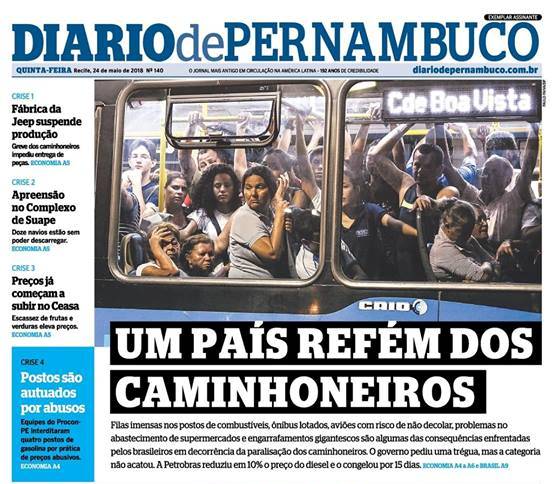 EXEMPLAR ASSINANTE
DIARIOdePERNAMBUCO
QUINTA-FEIRA Recife, 24 de maio de 2018 Nº 140
O JORNAL MAIS ANTIGO EM CIRCULAÇÃO NA AMÉRICA LATINA - 192 ANOS DE CREDIBILIDADE
diariodepernambuco.com.br
CRISE 1
Fábrica da
Jeep suspende
produção
Greve dos caminhoneiros
impediu entrega de
peças. ECONOMIA A5
CRISE 2
Apreensão
no Complexo
de Suape
Doze navios estão sem
poder descarregar.
ECONOMIA A5
CRISE 3
Preços já
começam a
subir no Ceasa
Escassez de frutas e
verduras eleva preços.
ECONOMIA A5
CRISE 4
Postos são
autuados
por abusos
Equipes do Procon-
PE interditaram
quatro postos de
gasolina por prática
de preços abusivos.
ECONOMIA A4
Cde Boa Vista
CAIO
UM PAÍS REFÉM DOS
CAMINHONEIROS
Filas imensas nos postos de combustíveis, ônibus lotados, aviões com risco de não decolar, problemas no
abastecimento de supermercados e engarrafamentos gigantescos são algumas das consequências enfrentadas
pelos brasileiros em decorrência da paralisação dos caminhoneiros. O governo pediu uma trégua, mas a categoria
não acatou. A Petrobras reduziu em 10% o preço do diesel e o congelou por 15 dias. ECONOMIA A4 a A6 e BRASIL A9